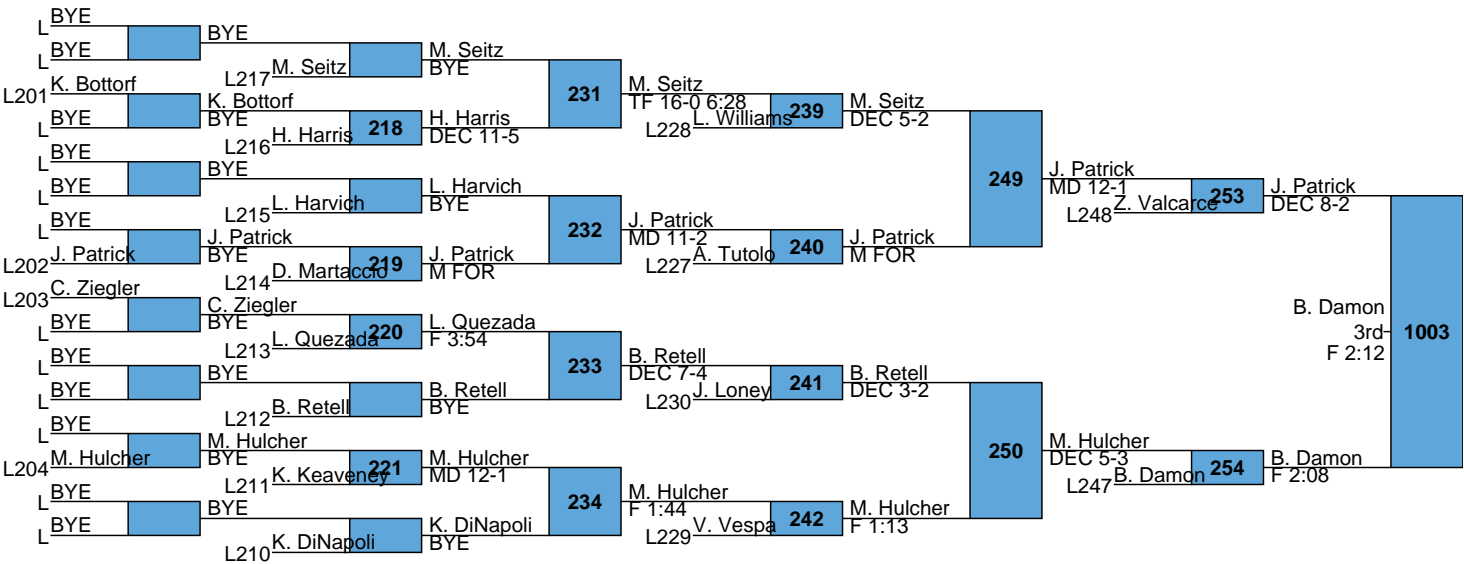 BYE
L
BYE
L
BYE
L201
K. Bottorf
L
BYE
K. Bottorf
BYE
L
BYE
L
BYE
BYE
L
BYE
L202
J. Patrick
J. Patrick
BYE
L203
C. Ziegler
L
BYE
C. Ziegler
BYE
L
BYE
L
BYE
BYE
L
BYE
L204
M. Hulcher
M. Hulcher
BYE
L
BYE
L
BYE
BYE
L217
M. Seitz
M. Seitz
BYE
L216
H. Harris
218
H. Harris
DEC 11-5
L215
L. Harvich
L. Harvich
BYE
L214
D. Martaccio
219
J. Patrick
M FOR
L213
L. Quezada
220
L. Quezada
F 3:54
L212
B. Retell
B. Retell
BYE
L211
K. Keaveney
221
M. Hulcher
MD 12-1
L210
K. DiNapoli
K. DiNapoli
BYE
231
M. Seitz
TF 16-0 6:28
232
J. Patrick
MD 11-2
233
B. Retell
DEC 7-4
234
M. Hulcher
F 1:44
L228
L. Williams
239
M. Seitz
DEC 5-2
L227
A. Tutolo
240
J. Patrick
M FOR
L230
J. Loney
241
B. Retell
DEC 3-2
L229
V. Vespa
242
M. Hulcher
F 1:13
249
J. Patrick
MD 12-1
250
M. Hulcher
DEC 5-3
L248
Z. Valcarce
253
J. Patrick
DEC 8-2
L247
B. Damon
254
B. Damon
F 2:08
B. Damon
3rd
F 2:12
1003